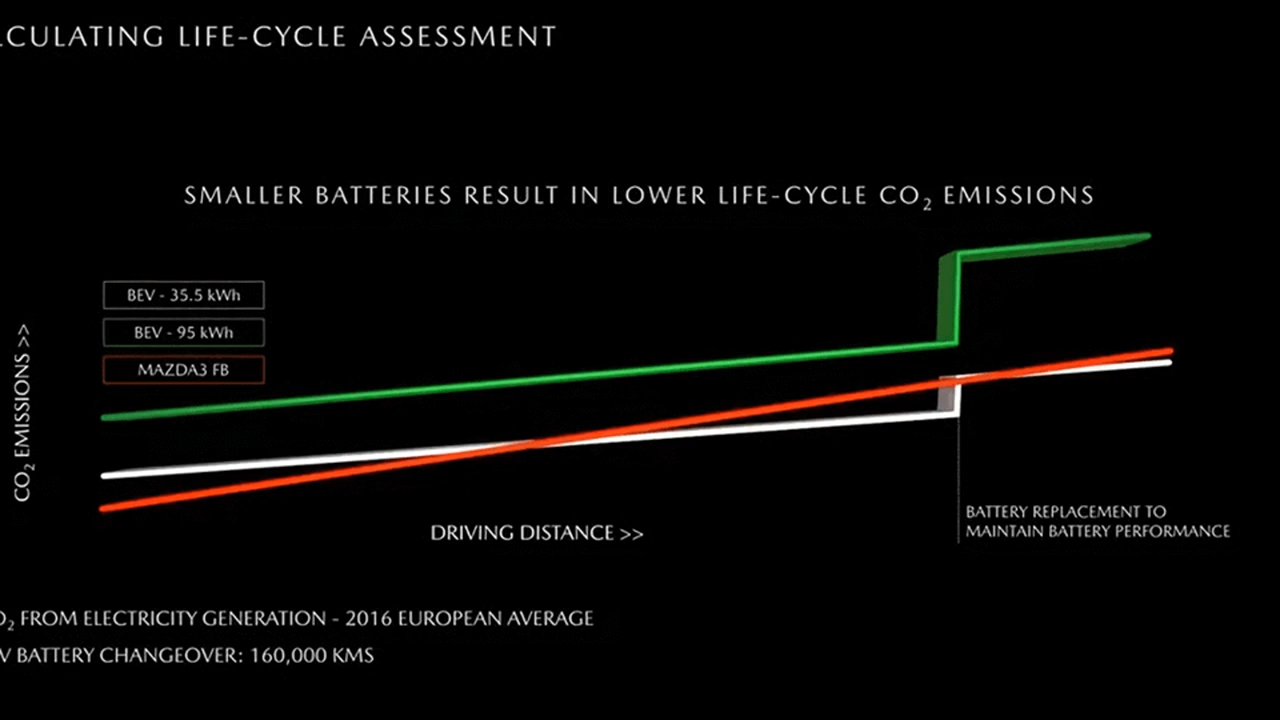 LCULATING LIFE-CYCLE ASSESSMENT
SMALLER BATTERIES RESULT IN LOWER LIFE-CYCLE CO₂ EMISSIONS
BEV - 35.5 kWh
BEV - 95 kWh
MAZDA3 FB
CO₂ EMISSIONS >>
DRIVING DISTANCE >>
BATTERY REPLACEMENT TO
MAINTAIN BATTERY PERFORMANCE
O₂ FROM ELECTRICITY GENERATION - 2016 EUROPEAN AVERAGE
V BATTERY CHANGEOVER: 160,000 KMS